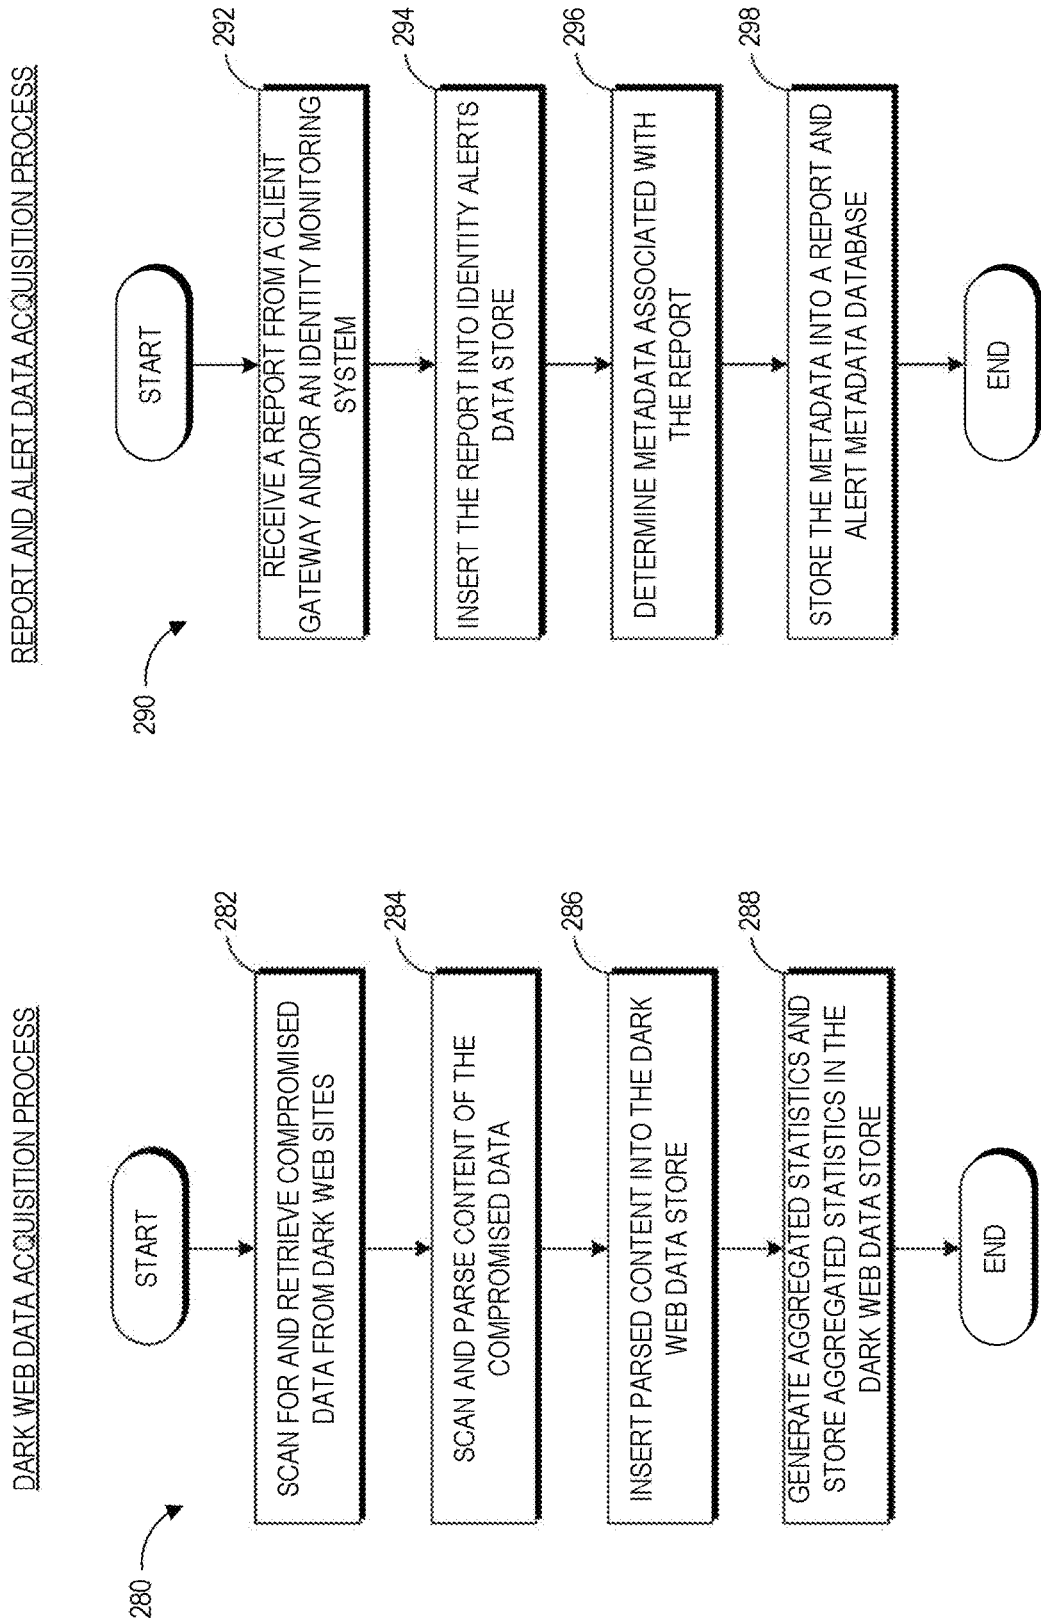 DARK WEB DATA ACQUISITION PROCESS
280
START
282
SCAN FOR AND RETRIEVE COMPROMISED
DATA FROM DARK WEB SITES
284
SCAN AND PARSE CONTENT OF THE
COMPROMISED DATA
286
INSERT PARSED CONTENT INTO THE DARK
WEB DATA STORE
288
GENERATE AGGREGATED STATISTICS AND
STORE AGGREGATED STATISTICS IN THE
DARK WEB DATA STORE
END
REPORT AND ALERT DATA ACQUISITION PROCESS
290
START
292
RECEIVE A REPORT FROM A CLIENT
GATEWAY AND/OR AN IDENTITY MONITORING
SYSTEM
294
INSERT THE REPORT INTO IDENTITY ALERTS
DATA STORE
296
DETERMINE METADATA ASSOCIATED WITH
THE REPORT
298
STORE THE METADATA INTO A REPORT AND
ALERT METADATA DATABASE
END